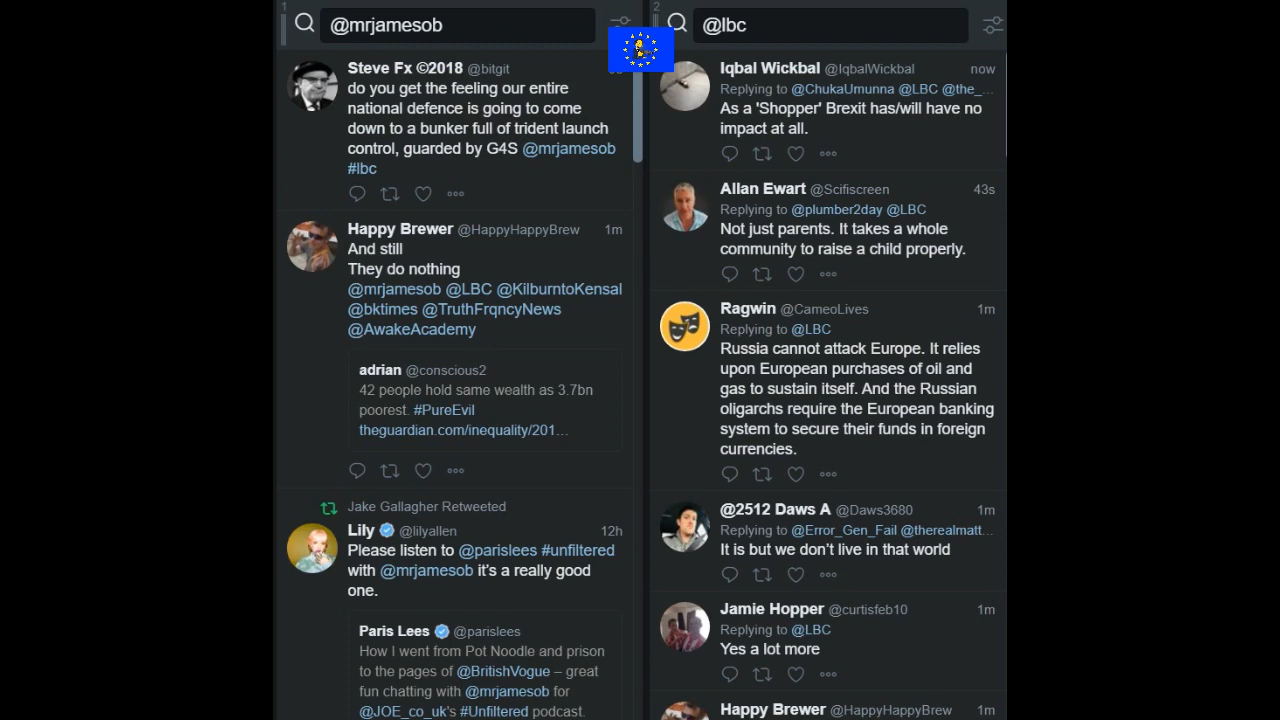 1
@mrjamesob
Steve Fx ©2018 @bitgit
do you get the feeling our entire
national defence is going to come
down to a bunker full of trident launch
control, guarded by G4S @mrjamesob
#lbc
Happy Brewer @HappyHappyBrew 1m
And still
They do nothing
@mrjamesob @LBC @KilburntoKensal
@bktimes @TruthFrqncyNews
@AwakeAcademy
adrian @conscious2
42 people hold same wealth as 3.7bn
poorest. #PureEvil
theguardian.com/inequality/201…
Jake Gallagher Retweeted
Lily @lilyallen 12h
Please listen to @parislees #unfiltered
with @mrjamesob it's a really good
one.
Paris Lees @parislees
How I went from Pot Noodle and prison
to the pages of @BritishVogue – great
fun chatting with @mrjamesob for
@JOE_co_uk's #Unfiltered podcast.
2
@lbc
Iqbal Wickbal @IqbalWickbal now
Replying to @ChukaUmunna @LBC @the_…
As a 'Shopper' Brexit has/will have no
impact at all.
Allan Ewart @Scifiscreen 43s
Replying to @plumber2day @LBC
Not just parents. It takes a whole
community to raise a child properly.
Ragwin @CameoLives 1m
Replying to @LBC
Russia cannot attack Europe. It relies
upon European purchases of oil and
gas to sustain itself. And the Russian
oligarchs require the European banking
system to secure their funds in foreign
currencies.
@2512 Daws A @Daws3680 1m
Replying to @Error_Gen_Fail @therealmatt…
It is but we don't live in that world
Jamie Hopper @curtisfeb10 1m
Replying to @LBC
Yes a lot more
Happy Brewer @HappyHappyBrew 1m